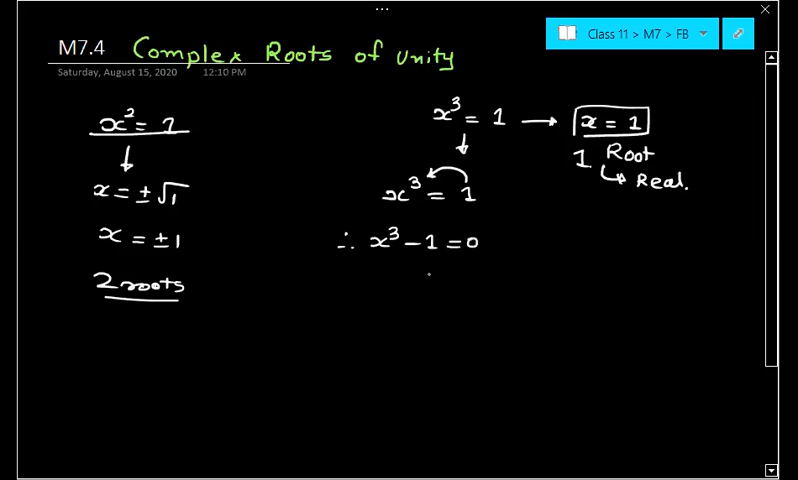 M7.4 Complex Roots of unity
Class 11 > M7 > FB
Saturday, August 15, 2020 12:10 PM
x² = 1
x = ±√1
x = ±1
2 roots
x³ = 1 → x = 1
1 Root
↳ Real.
x³ = 1
∴ x³ − 1 = 0